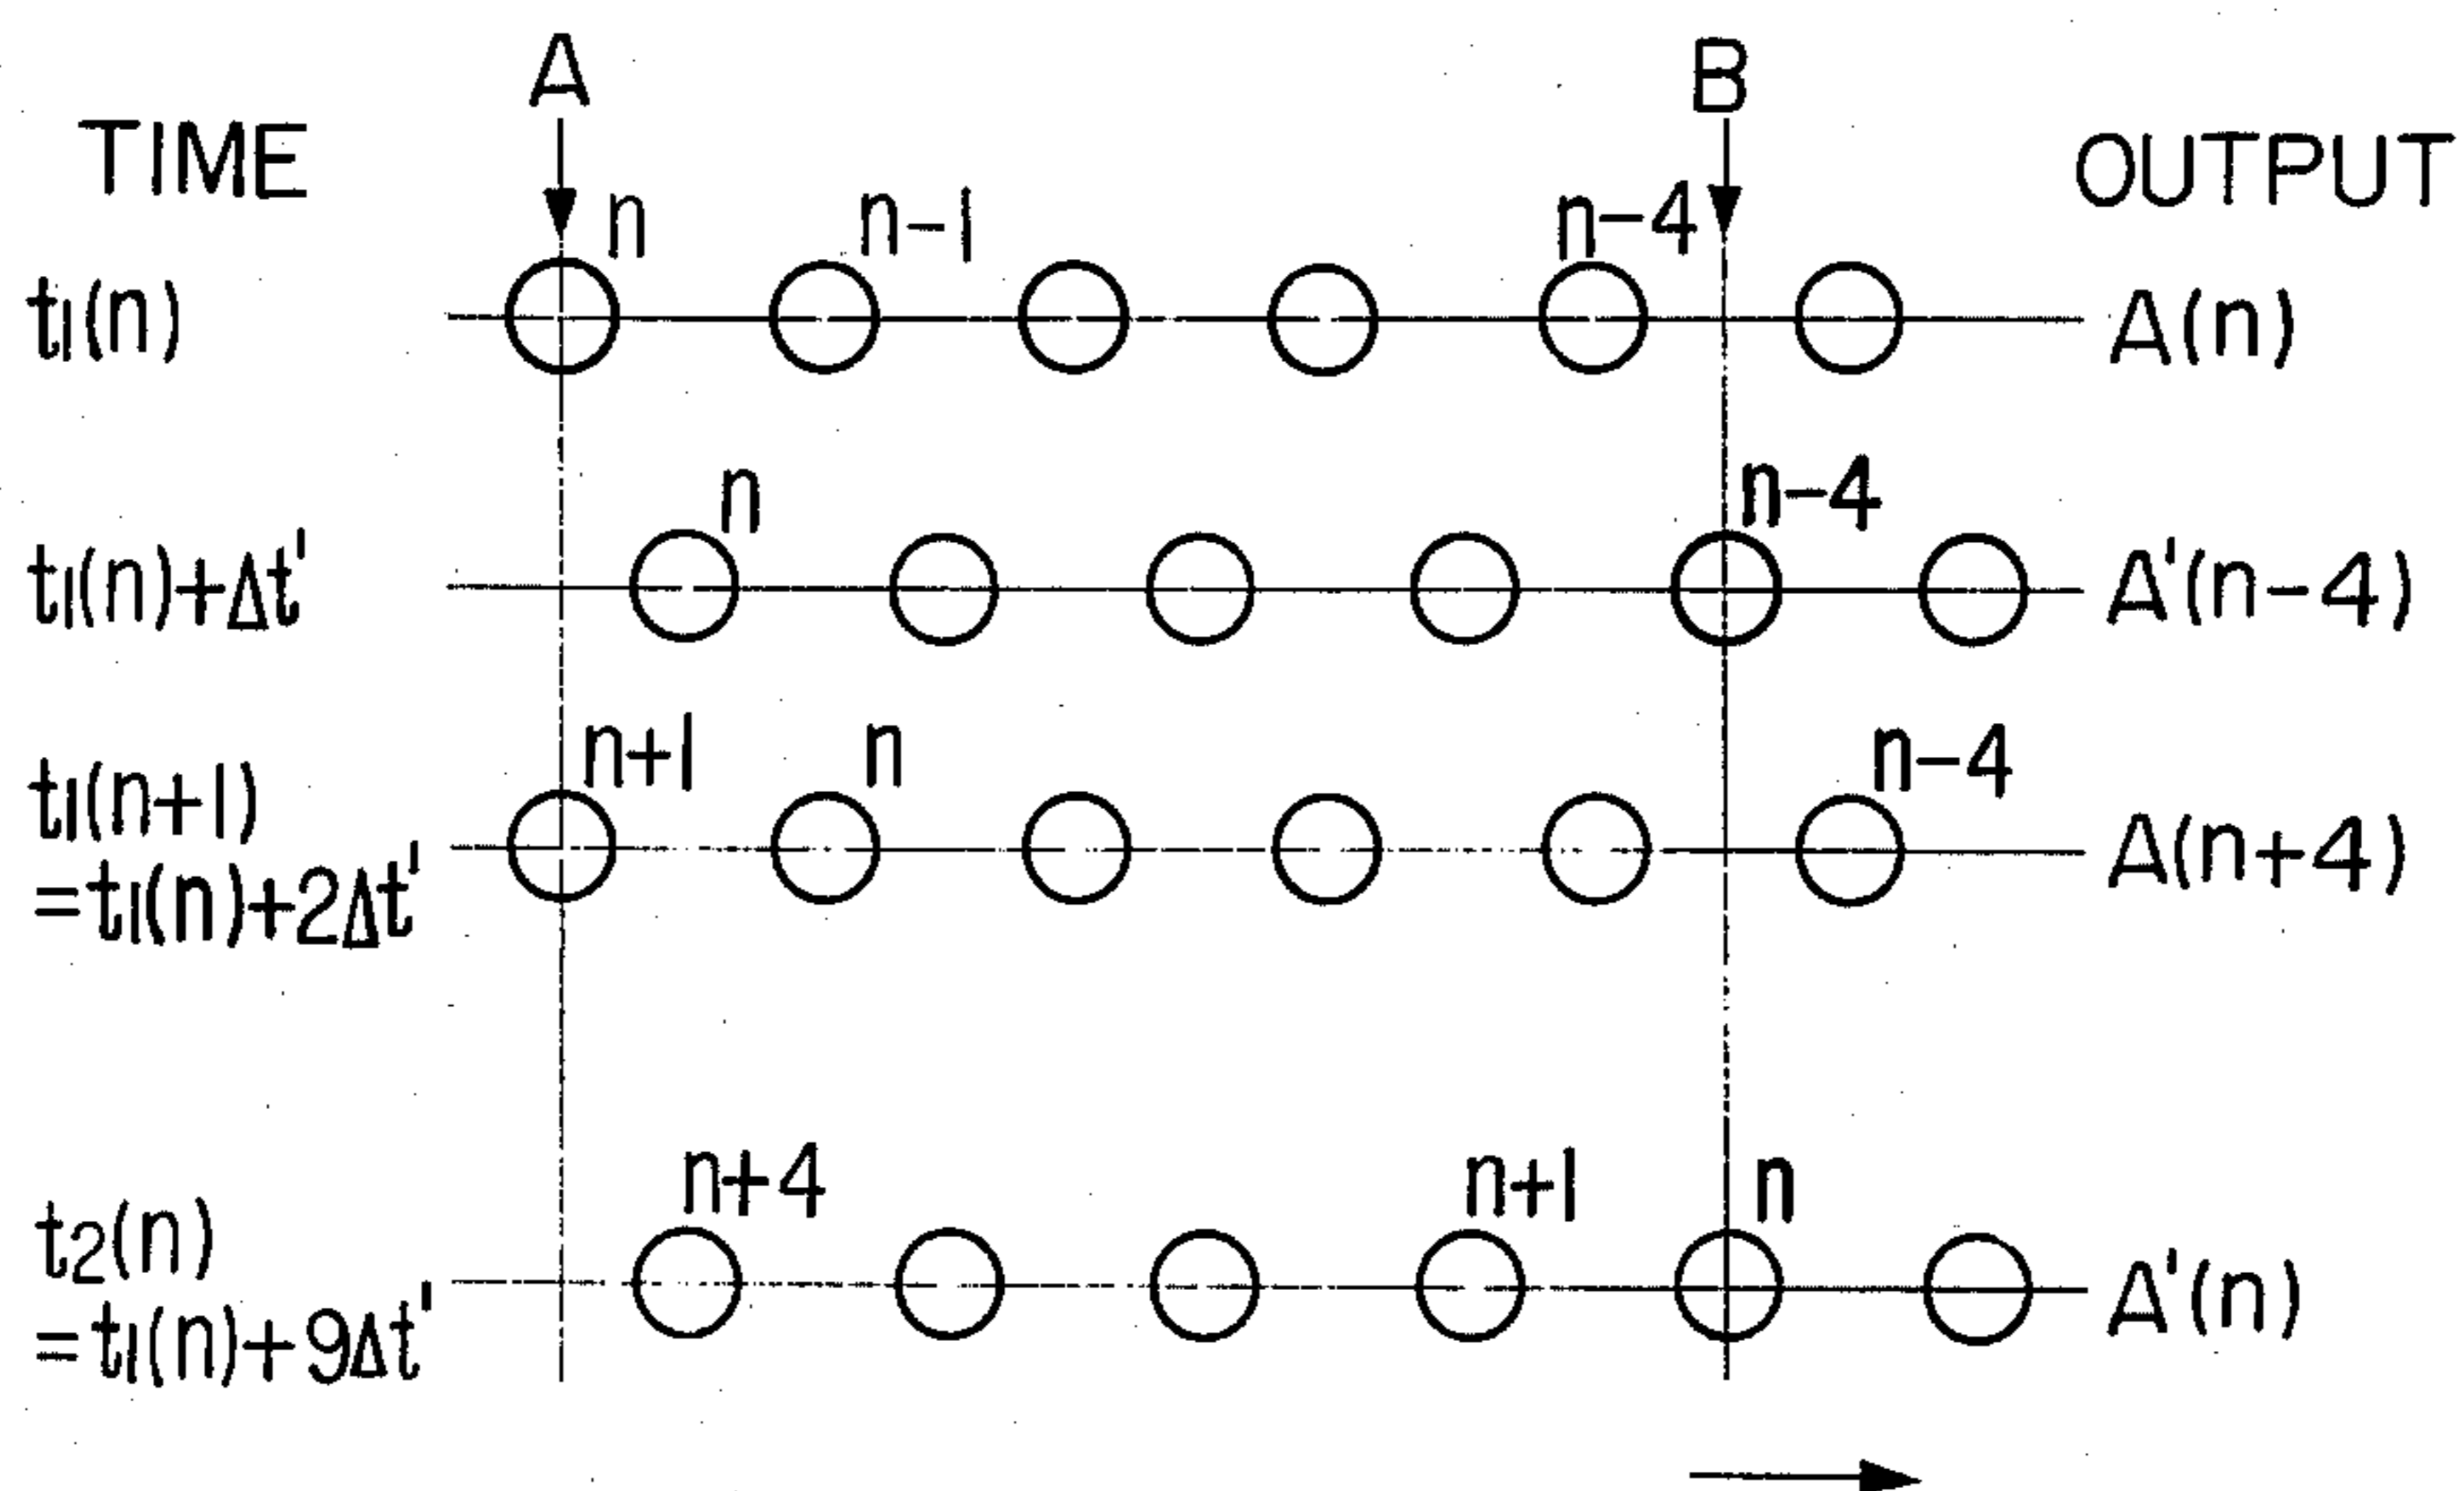 A B
TIME OUTPUT
n n-1 n-4
t1(n) A(n)
n n-4
t1(n)+Δt' A'(n-4)
n+1 n n-4
t1(n+1) A(n+4)
=t1(n)+2Δt'
n+4 n+1 n
t2(n) A'(n)
=t1(n)+9Δt'